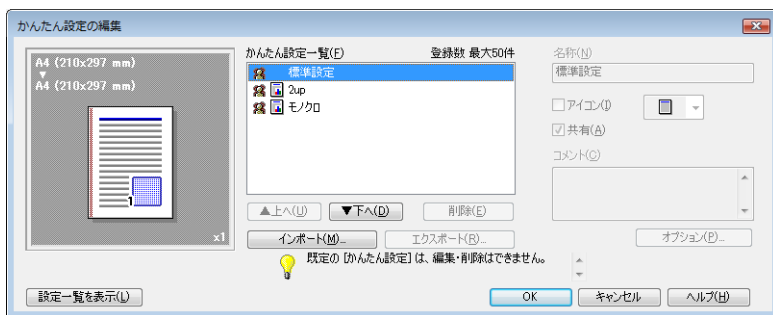 かんたん設定の編集
A4 (210x297 mm)
A4 (210x297 mm)
1
x1
かんたん設定一覧(F) 登録数 最大50件
標準設定
2up
モノクロ
▲上へ(U) ▼下へ(D) 削除(E)
インポート(M)... エクスポート(R)...
既定の [かんたん設定] は、編集・削除はできません。
名称(N)
標準設定
アイコン(I)
共有(A)
コメント(C)
オプション(P)...
設定一覧を表示(L)
OK キャンセル ヘルプ(H)